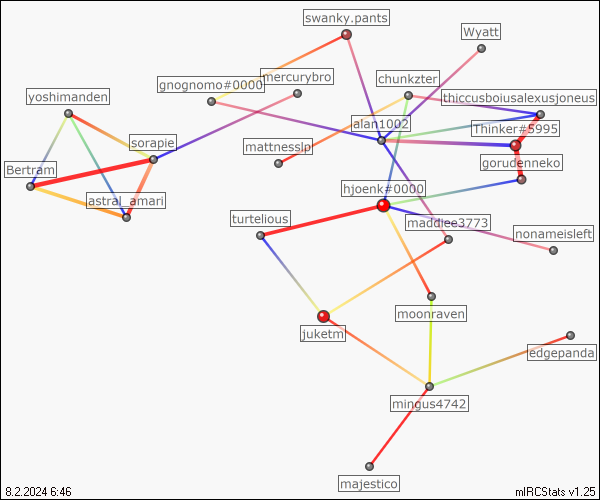 swanky.pants
Wyatt
gnognomo#0000
mercurybro
chunkzter
yoshimanden
thiccusboiusalexusjoneus
alan1002
Thinker#5995
sorapie
mattnesslp
gorudenneko
Bertram
hjoenk#0000
astral_amari
turtelious
maddiee3773
nonameisleft
moonraven
juketm
edgepanda
mingus4742
majestico
8.2.2024 6:46
mIRCStats v1.25